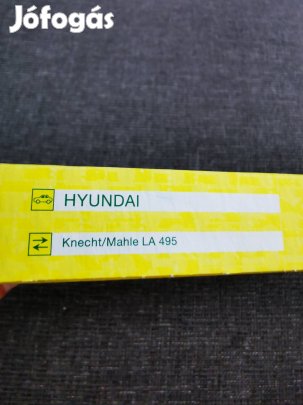 Jófogás
HYUNDAI
Knecht/Mahle LA 495